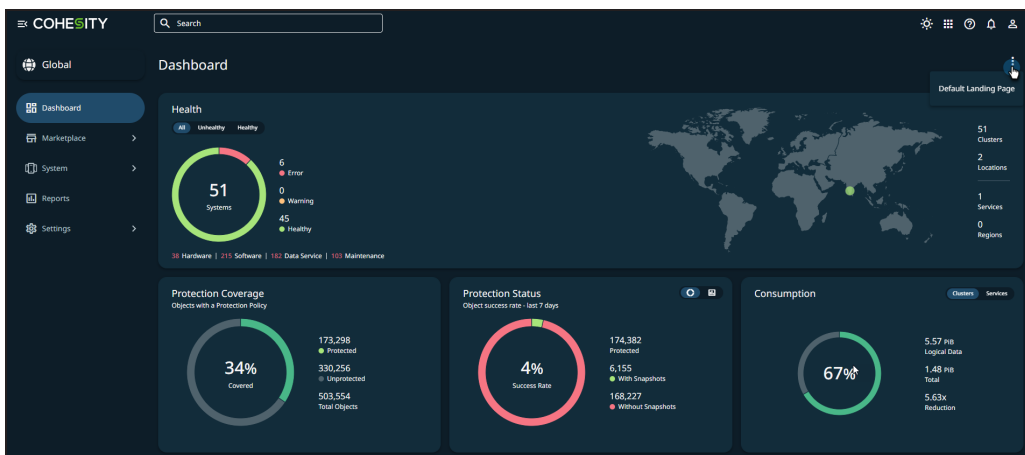 COHESITY
Search
Global
Dashboard
Default Landing Page
Dashboard
Marketplace
System
Reports
Settings
Health
All Unhealthy Healthy
51
Systems
6
Error
0
Warning
45
Healthy
38 Hardware | 215 Software | 182 Data Service | 103 Maintenance
51
Clusters
2
Locations
1
Services
0
Regions
Protection Coverage
Objects with a Protection Policy
34%
Covered
173,298
Protected
330,256
Unprotected
503,554
Total Objects
Protection Status
Object success rate - last 7 days
4%
Success Rate
174,382
Protected
6,155
With Snapshots
168,227
Without Snapshots
Consumption
Clusters Services
67%
5.57 PiB
Logical Data
1.48 PiB
Total
5.63x
Reduction